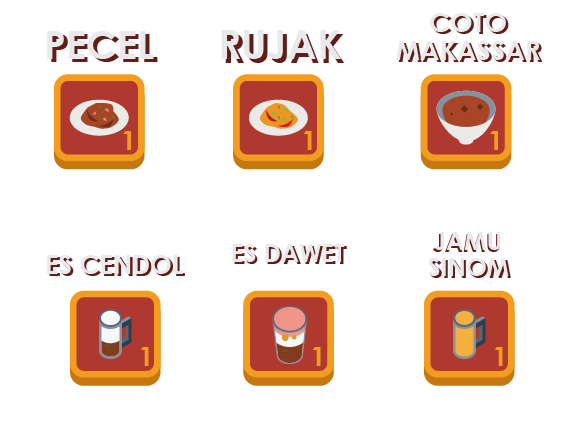 PECEL
RUJAK
COTO
MAKASSAR
1
1
1
ES CENDOL
ES DAWET
JAMU
SINOM
1
1
1